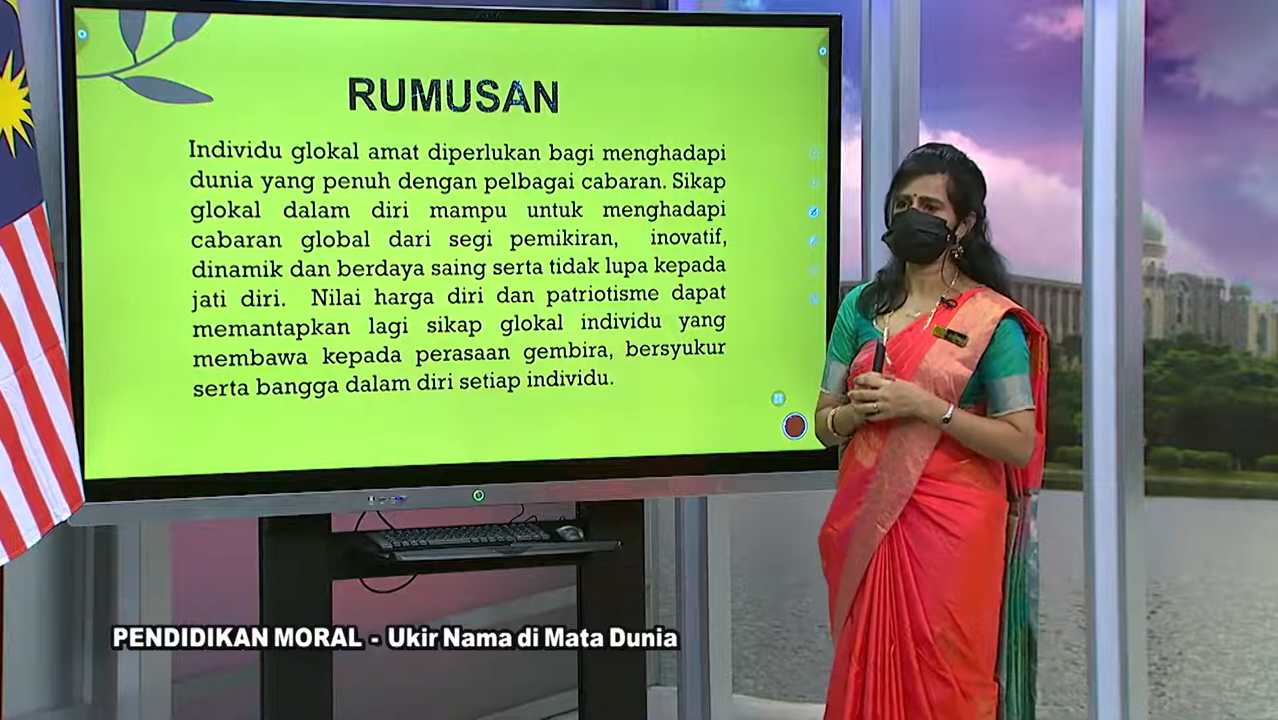 RUMUSAN
Individu glokal amat diperlukan bagi menghadapi
dunia yang penuh dengan pelbagai cabaran. Sikap
glokal dalam diri mampu untuk menghadapi
cabaran global dari segi pemikiran, inovatif,
dinamik dan berdaya saing serta tidak lupa kepada
jati diri. Nilai harga diri dan patriotisme dapat
memantapkan lagi sikap glokal individu yang
membawa kepada perasaan gembira, bersyukur
serta bangga dalam diri setiap individu.
PENDIDIKAN MORAL - Ukir Nama di Mata Dunia